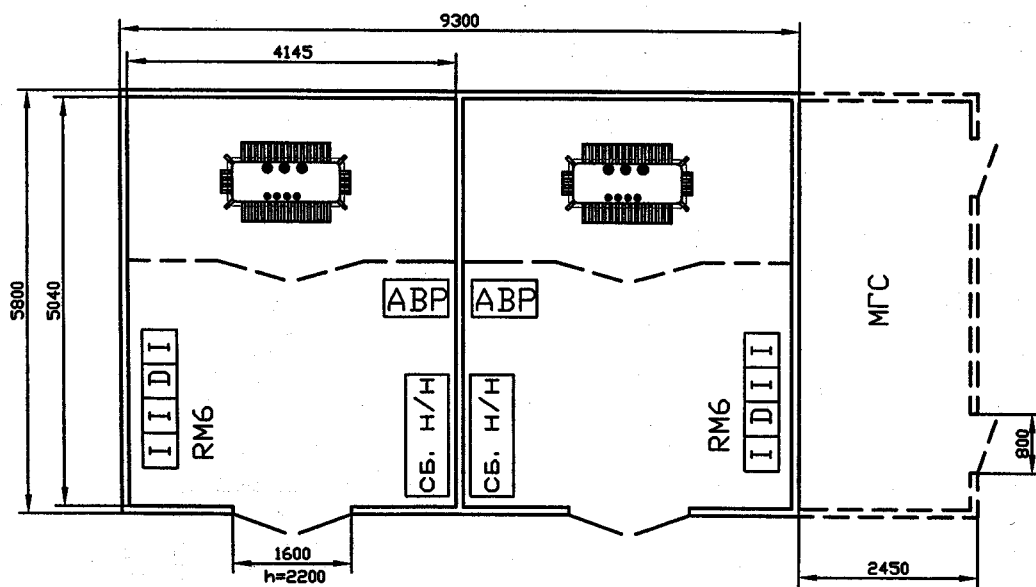 9300
4145
5800
5040
АВР
АВР
МГС
I
D
I
I
RM6
СБ. Н/Н
СБ. Н/Н
RM6
I
I
D
I
800
1600
h=2200
2450